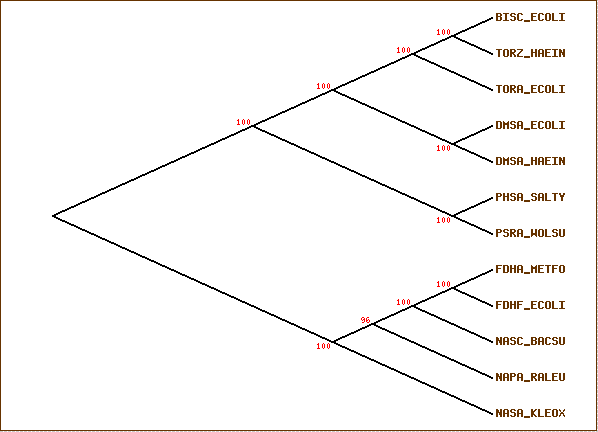 BISC_ECOLI
100
TORZ_HAEIN
100
TORA_ECOLI
100
DMSA_ECOLI
100
100
DMSA_HAEIN
PHSA_SALTY
100
PSRA_WOLSU
FDHA_METFO
100
FDHF_ECOLI
100
96
NASC_BACSU
100
NAPA_RALEU
NASA_KLEOX